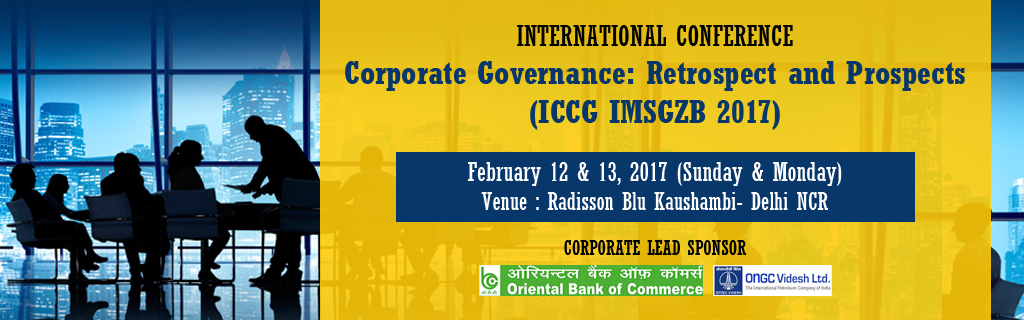 INTERNATIONAL CONFERENCE
Corporate Governance: Retrospect and Prospects
(ICCG IMSGZB 2017)
February 12 & 13, 2017 (Sunday & Monday)
Venue : Radisson Blu Kaushambi- Delhi NCR
CORPORATE LEAD SPONSOR
ओरियन्टल बैंक ऑफ़ कॉमर्स
Oriental Bank of Commerce
ONGC VIDESH
ONGC Videsh Ltd.
The International Petroleum Company of India